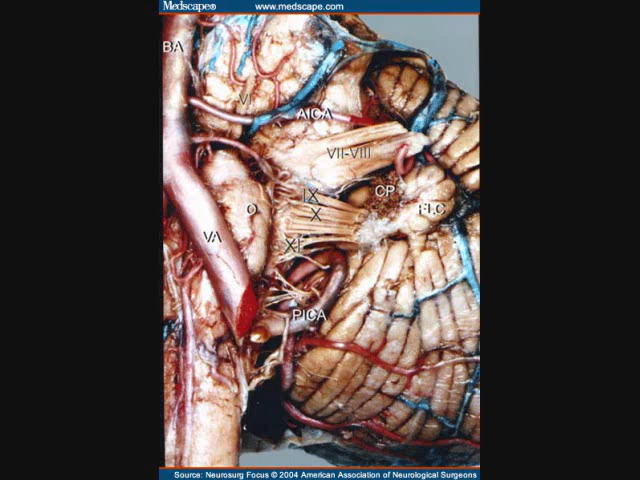 Medscape® www.medscape.com
BA
VI
AICA
VII-VIII
IX
CP
X
FLC
O
VA
XI
PICA
Source: Neurosurg Focus © 2004 American Association of Neurological Surgeons